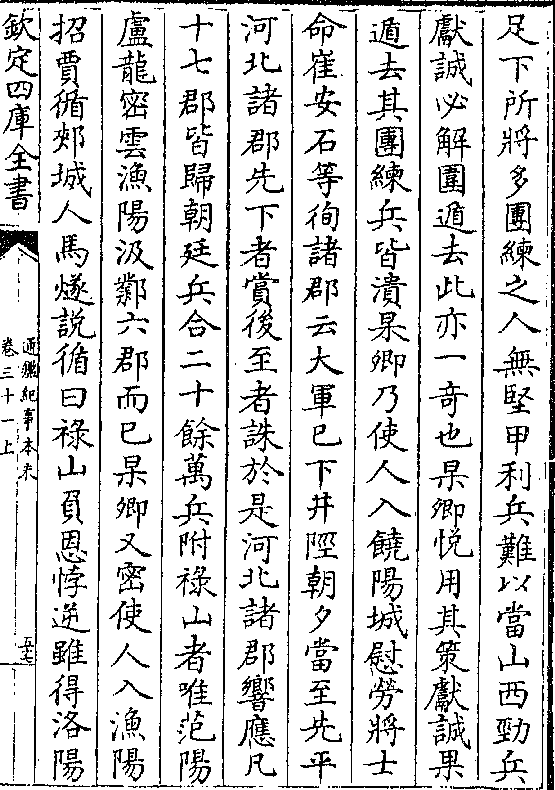 足下所將多團練之人無堅甲利兵難以當山西勁兵
獻誠必解圍遁去此亦一奇也杲卿悦用其策獻誠果
遁去其團練兵皆潰杲卿乃使人入饒陽城慰勞將士
命崔安石等徇諸郡云大軍已下井陘朝夕當至先平
河北諸郡先下者賞後至者誅於是河北諸郡響應凡
十七郡皆歸朝廷兵合二十餘萬兵附禄山者唯范陽
盧龍密雲漁陽汲鄴六郡而已杲卿又密使人入漁陽
招賈循郟城人馬燧說循曰禄山負恩悖逆雖得洛陽
欽定四庫全書
通鑑紀事本末
卷三十一上
五七